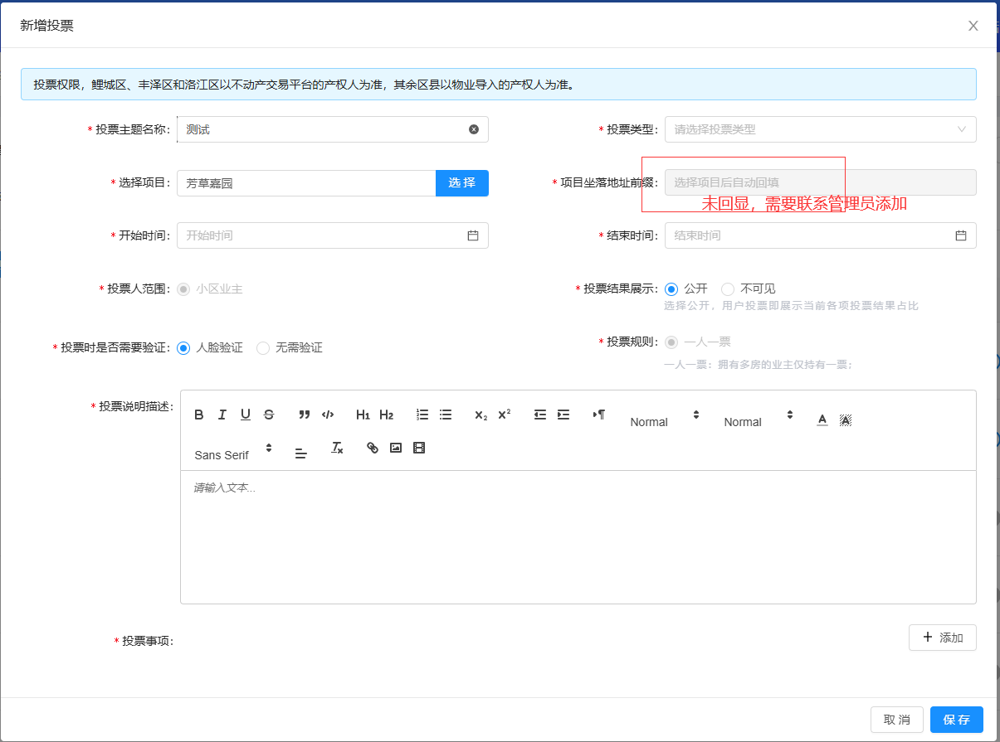 新增投票
投票权限，鲤城区、丰泽区和洛江区以不动产交易平台的产权人为准，其余区县以物业导入的产权人为准。
* 投票主题名称: 测试
* 投票类型: 请选择投票类型
* 选择项目: 芳草嘉园 选 择
* 项目坐落地址前缀: 选择项目后自动回填
未回显，需要联系管理员添加
* 开始时间: 开始时间
* 结束时间: 结束时间
* 投票人范围: 小区业主
* 投票结果展示: 公开 不可见
选择公开，用户投票即展示当前各项投票结果占比
* 投票时是否需要验证: 人脸验证 无需验证
* 投票规则: 一人一票
一人一票：拥有多房的业主仅持有一票;
* 投票说明描述:
B I U S H1 H2 X2 X2 Normal Normal A A
Sans Serif Tx
请输入文本...
* 投票事项:
+ 添加
取 消 保 存